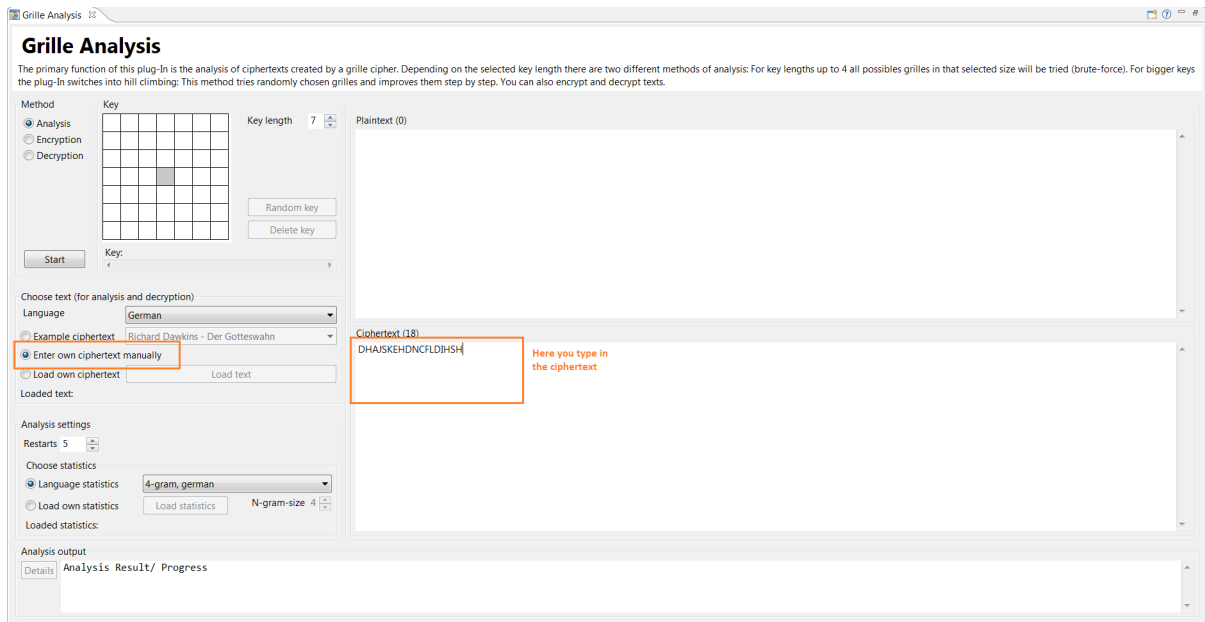 Grille Analysis
Grille Analysis
The primary function of this plug-In is the analysis of ciphertexts created by a grille cipher. Depending on the selected key length there are two different methods of analysis: For key lengths up to 4 all possibles grilles in that selected size will be tried (brute-force). For bigger keys
the plug-In switches into hill climbing: This method tries randomly chosen grilles and improves them step by step. You can also encrypt and decrypt texts.
Method
Analysis
Encryption
Decryption
Start
Key
Key length 7
Random key
Delete key
Key:
Choose text (for analysis and decryption)
Language German
Example ciphertext Richard Dawkins - Der Gotteswahn
Enter own ciphertext manually
Load own ciphertext Load text
Loaded text:
Analysis settings
Restarts 5
Choose statistics
Language statistics 4-gram, german
Load own statistics Load statistics N-gram-size 4
Loaded statistics:
Plaintext (0)
Ciphertext (18)
DHAJSKEHDNCFLDIHSH
Here you type in
the ciphertext
Analysis output
Details Analysis Result/ Progress